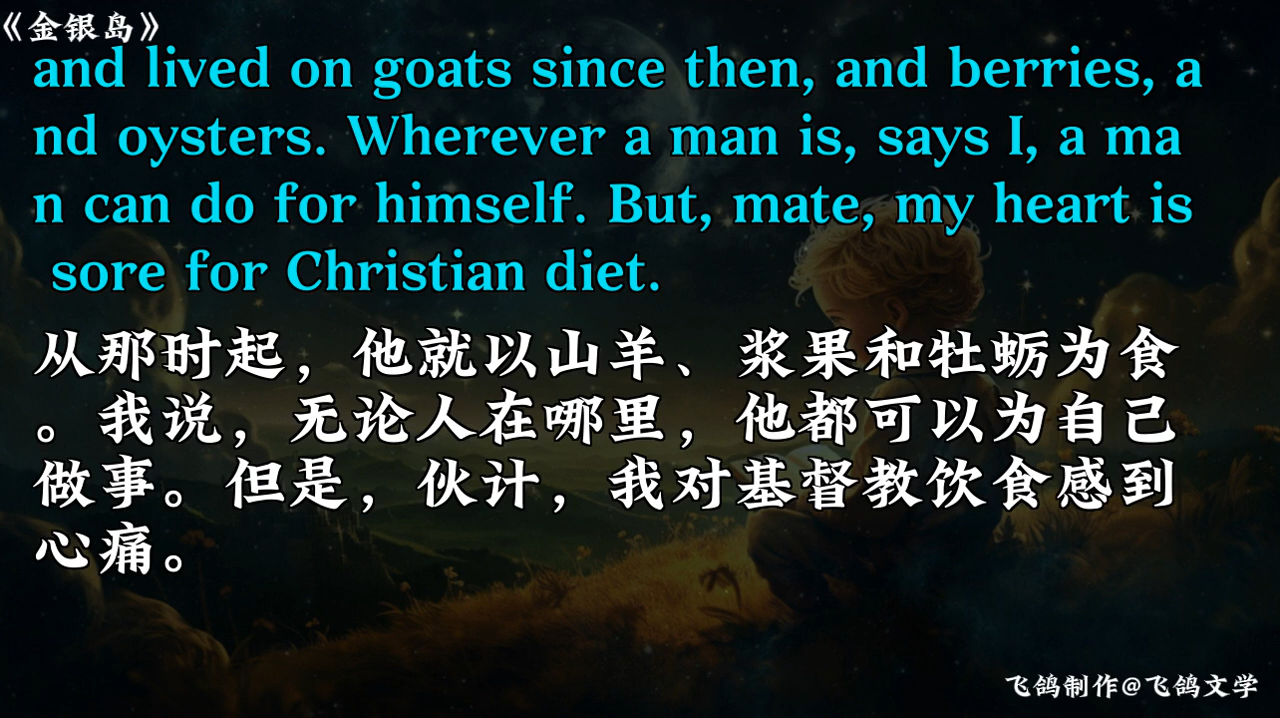 《金银岛》
and lived on goats since then, and berries, a
nd oysters. Wherever a man is, says I, a ma
n can do for himself. But, mate, my heart is
sore for Christian diet.
从那时起，他就以山羊、浆果和牡蛎为食
。我说，无论人在哪里，他都可以为自己
做事。但是，伙计，我对基督教饮食感到
心痛。
飞鸽制作@飞鸽文学